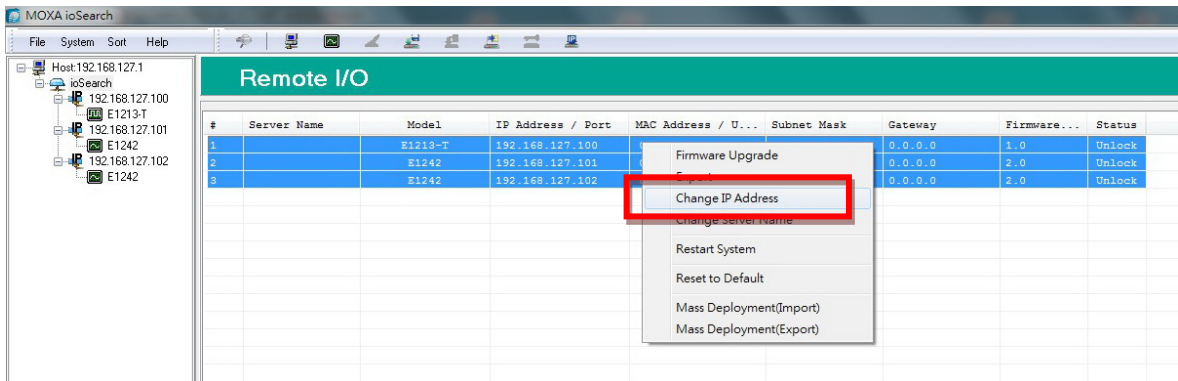 MOXA ioSearch
File System Sort Help
Host:192.168.127.1
ioSearch
192.168.127.100
E1213-T
192.168.127.101
E1242
192.168.127.102
E1242
Remote I/O
# Server Name Model IP Address / Port MAC Address / U... Subnet Mask Gateway Firmware... Status
1 E1213-T 192.168.127.100 0.0.0.0 1.0 Unlock
2 E1242 192.168.127.101 0.0.0.0 2.0 Unlock
3 E1242 192.168.127.102 0.0.0.0 2.0 Unlock
Firmware Upgrade
Export
Change IP Address
Change Server Name
Restart System
Reset to Default
Mass Deployment(Import)
Mass Deployment(Export)